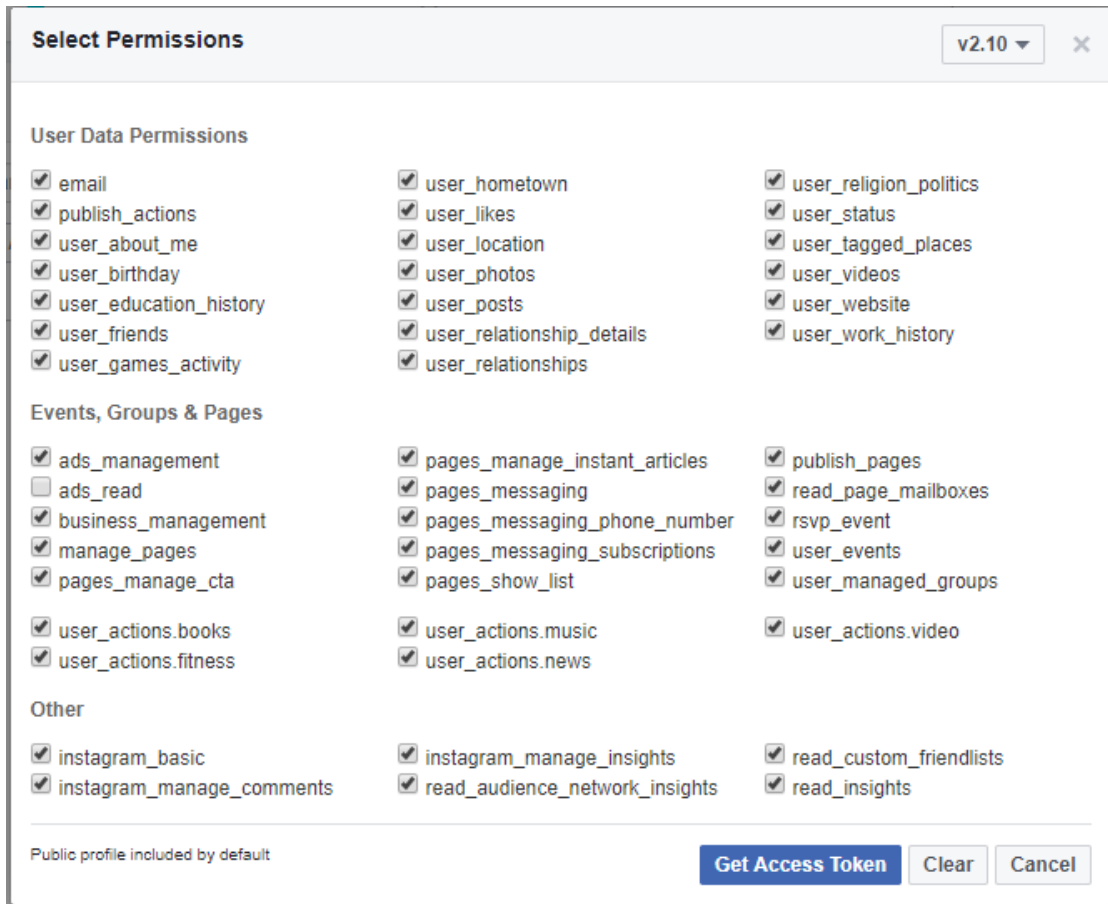 Select Permissions
v2.10
User Data Permissions
email user_hometown user_religion_politics
publish_actions user_likes user_status
user_about_me user_location user_tagged_places
user_birthday user_photos user_videos
user_education_history user_posts user_website
user_friends user_relationship_details user_work_history
user_games_activity user_relationships
Events, Groups & Pages
ads_management pages_manage_instant_articles publish_pages
ads_read pages_messaging read_page_mailboxes
business_management pages_messaging_phone_number rsvp_event
manage_pages pages_messaging_subscriptions user_events
pages_manage_cta pages_show_list user_managed_groups
user_actions.books user_actions.music user_actions.video
user_actions.fitness user_actions.news
Other
instagram_basic instagram_manage_insights read_custom_friendlists
instagram_manage_comments read_audience_network_insights read_insights
Public profile included by default
Get Access Token Clear Cancel